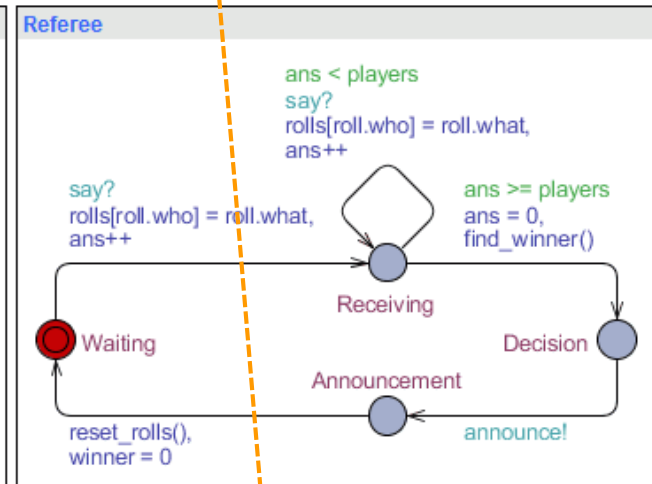 Referee
ans < players
say?
rolls[roll.who] = roll.what,
ans++
say?
rolls[roll.who] = roll.what,
ans++
ans >= players
ans = 0,
find_winner()
Receiving
Waiting
Decision
Announcement
reset_rolls(),
winner = 0
announce!